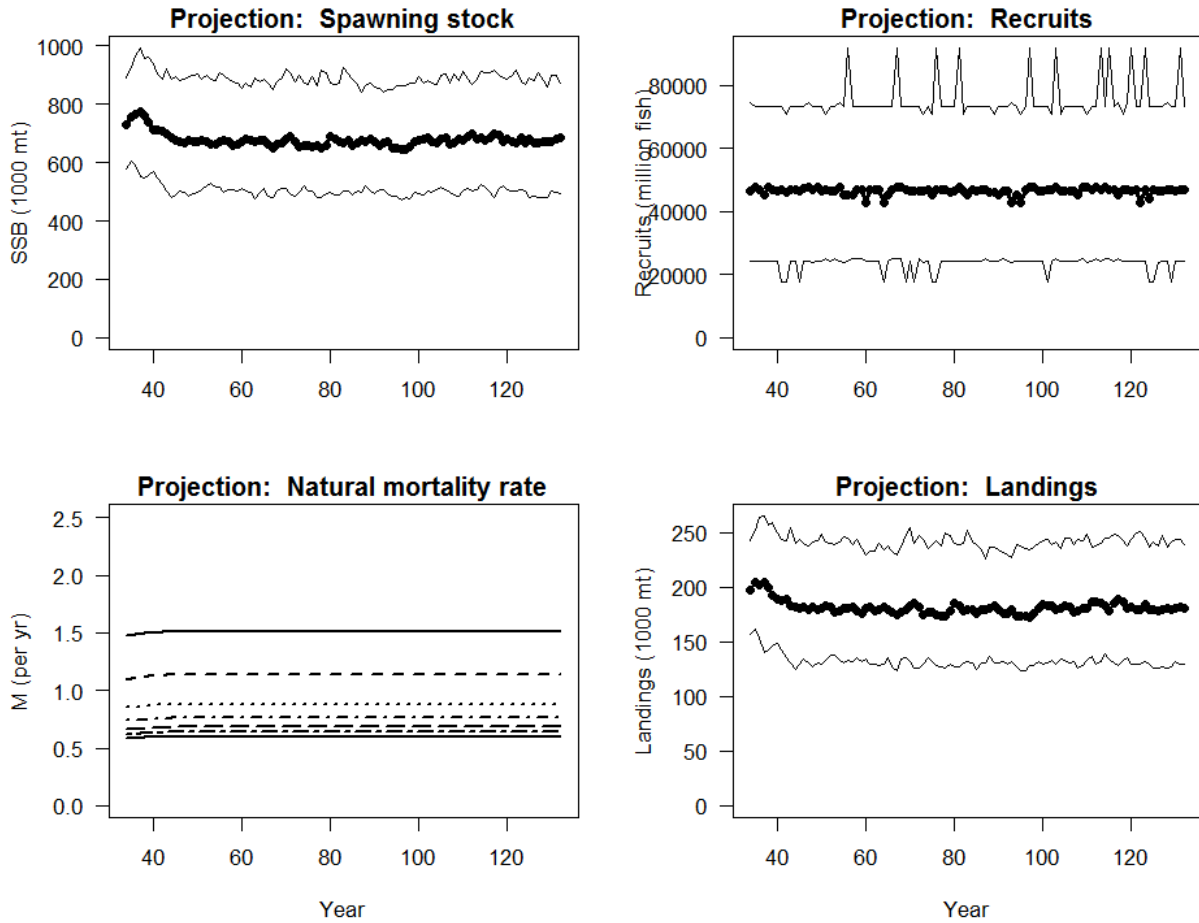 Projection: Spawning stock
SSB (1000 mt)
1000
800
600
400
200
0
40 60 80 100 120
Projection: Recruits
Recruits (million fish)
80000
60000
40000
20000
0
40 60 80 100 120
Projection: Natural mortality rate
M (per yr)
2.5
2.0
1.5
1.0
0.5
0.0
40 60 80 100 120
Year
Projection: Landings
Landings (1000 mt)
250
200
150
100
50
0
40 60 80 100 120
Year